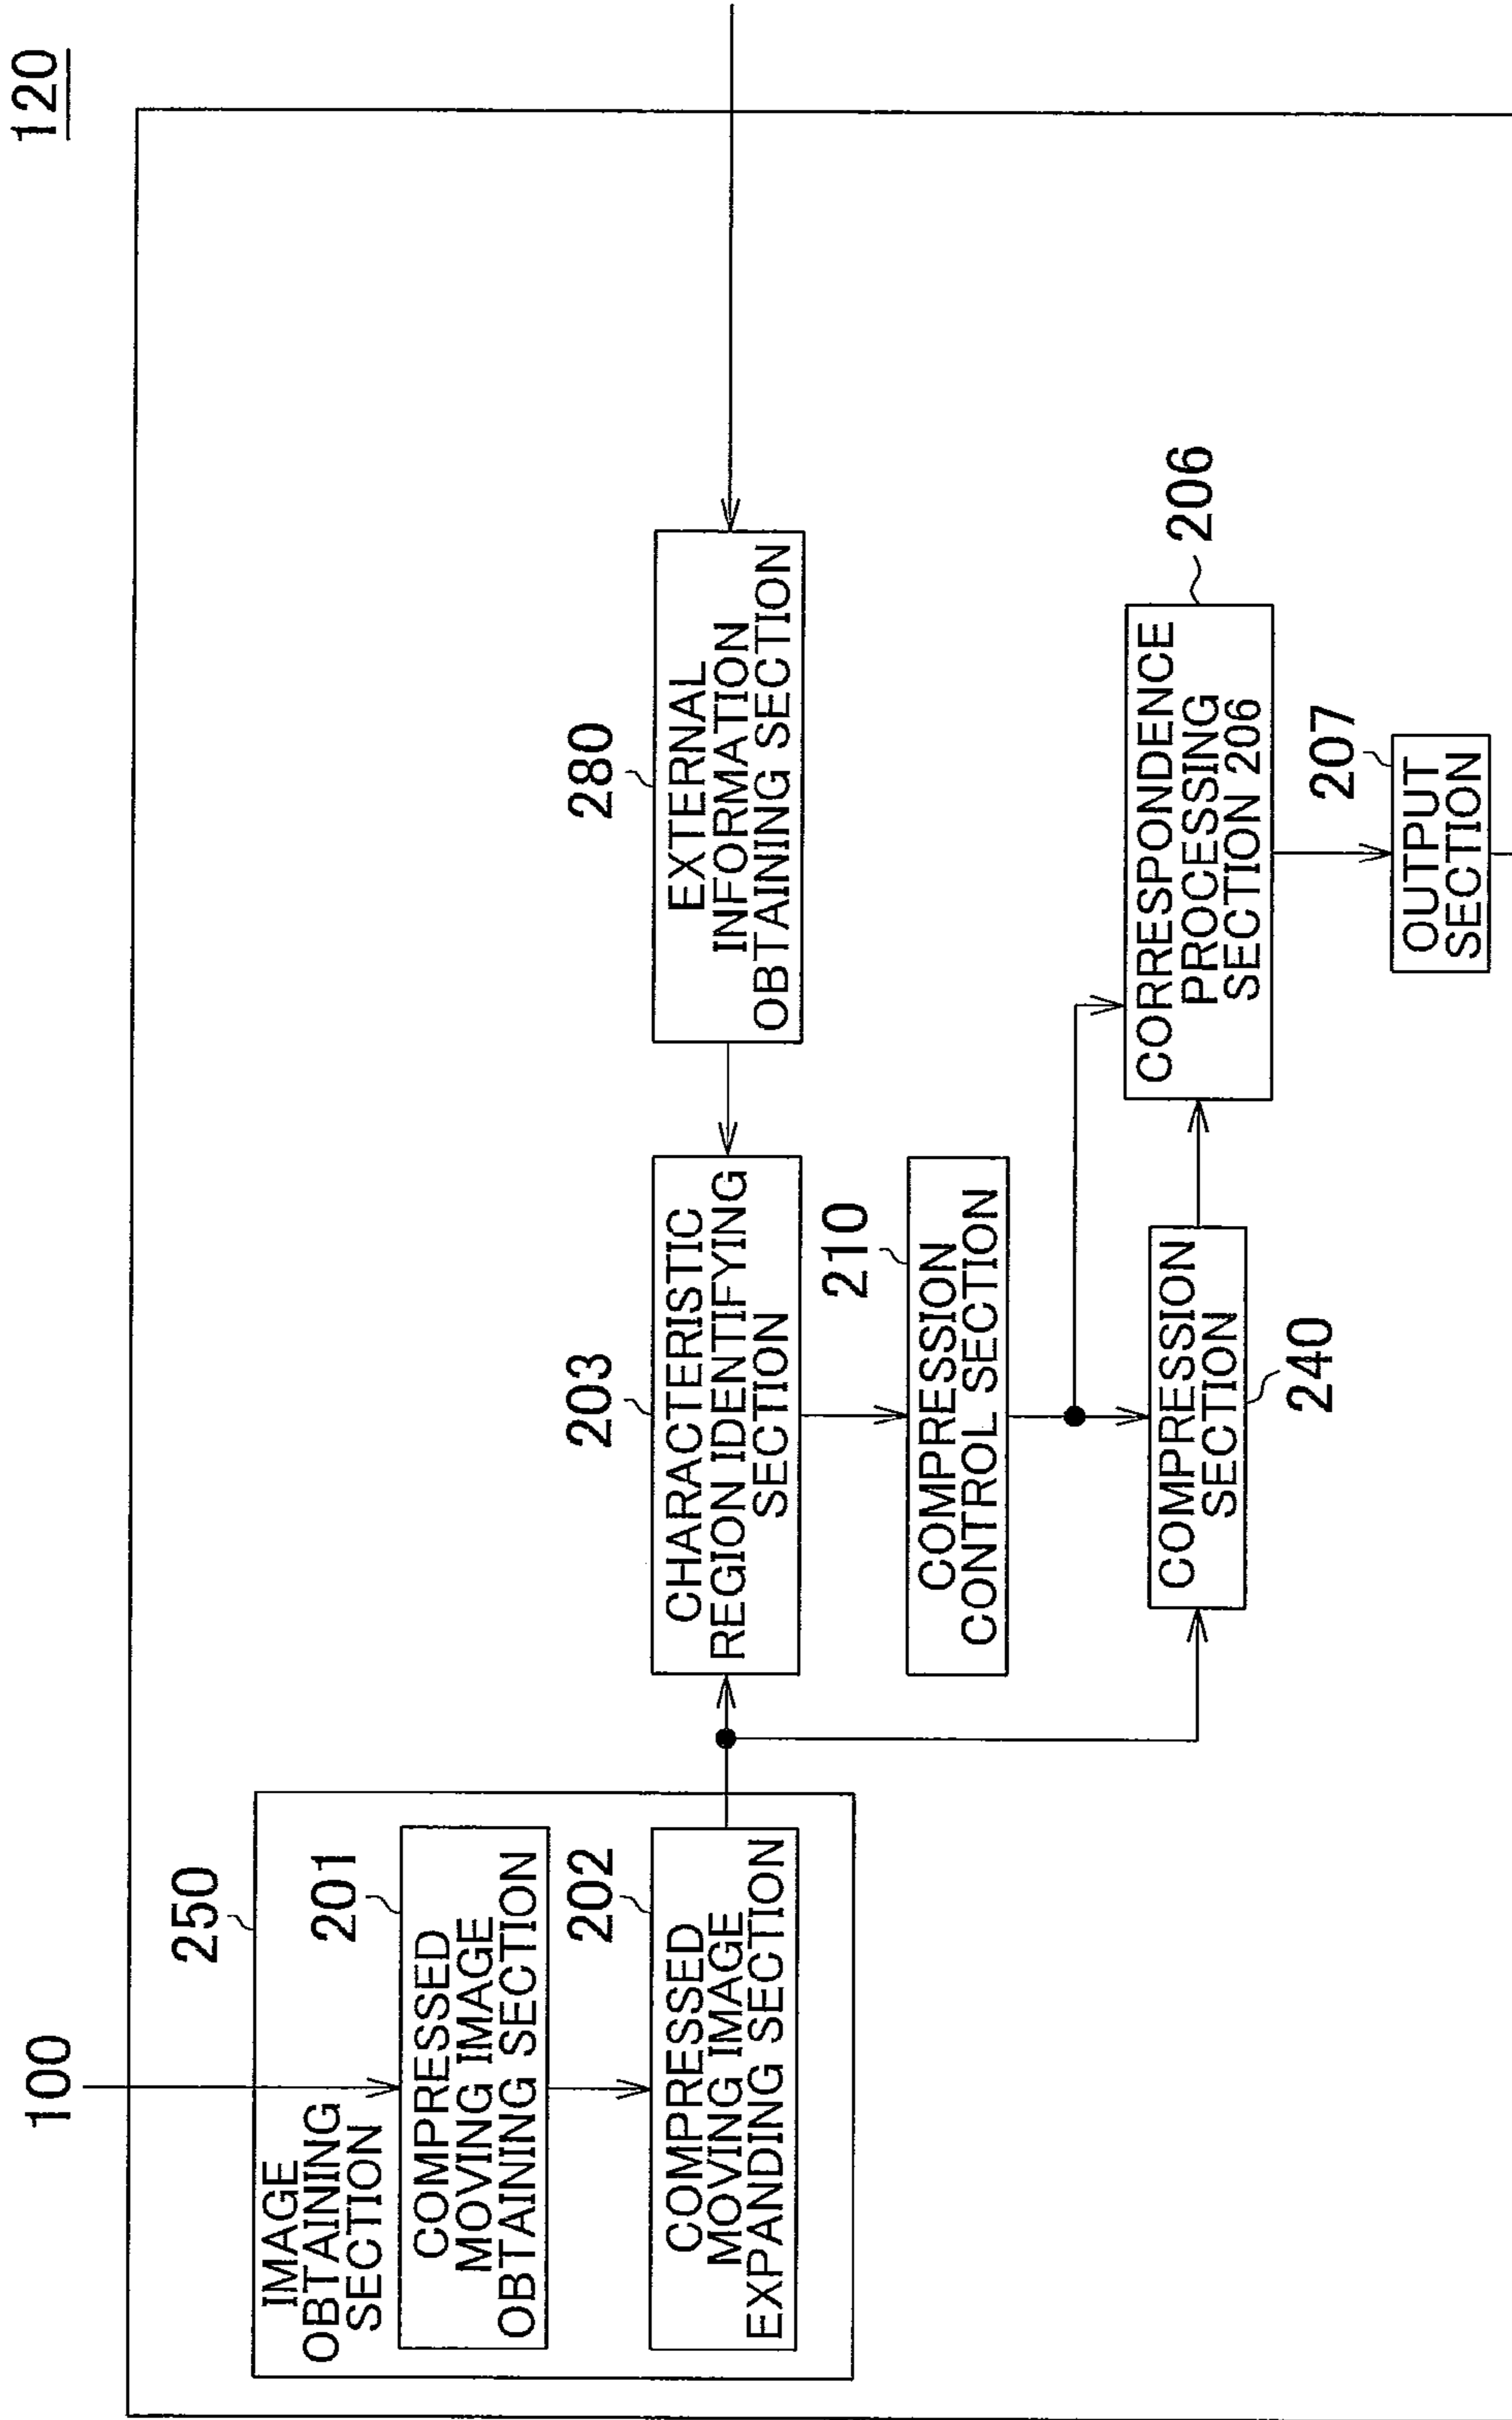 120
100
250
IMAGE
OBTAINING
SECTION
201
COMPRESSED
MOVING IMAGE
OBTAINING SECTION
202
COMPRESSED
MOVING IMAGE
EXPANDING SECTION
203
CHARACTERISTIC
REGION IDENTIFYING
SECTION
280
EXTERNAL
INFORMATION
OBTAINING SECTION
210
COMPRESSION
CONTROL SECTION
COMPRESSION
SECTION
240
206
CORRESPONDENCE
PROCESSING
SECTION 206
207
OUTPUT
SECTION